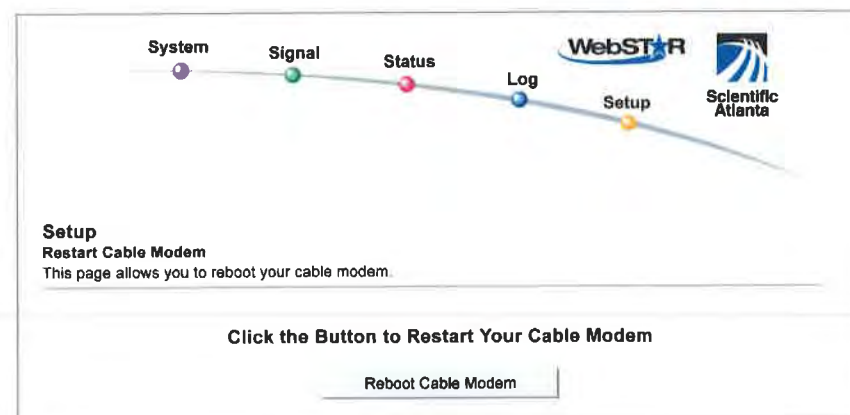 System
Signal
Status
Log
Setup
WebSTAR
Scientific
Atlanta
Setup
Restart Cable Modem
This page allows you to reboot your cable modem.
Click the Button to Restart Your Cable Modem
Reboot Cable Modem